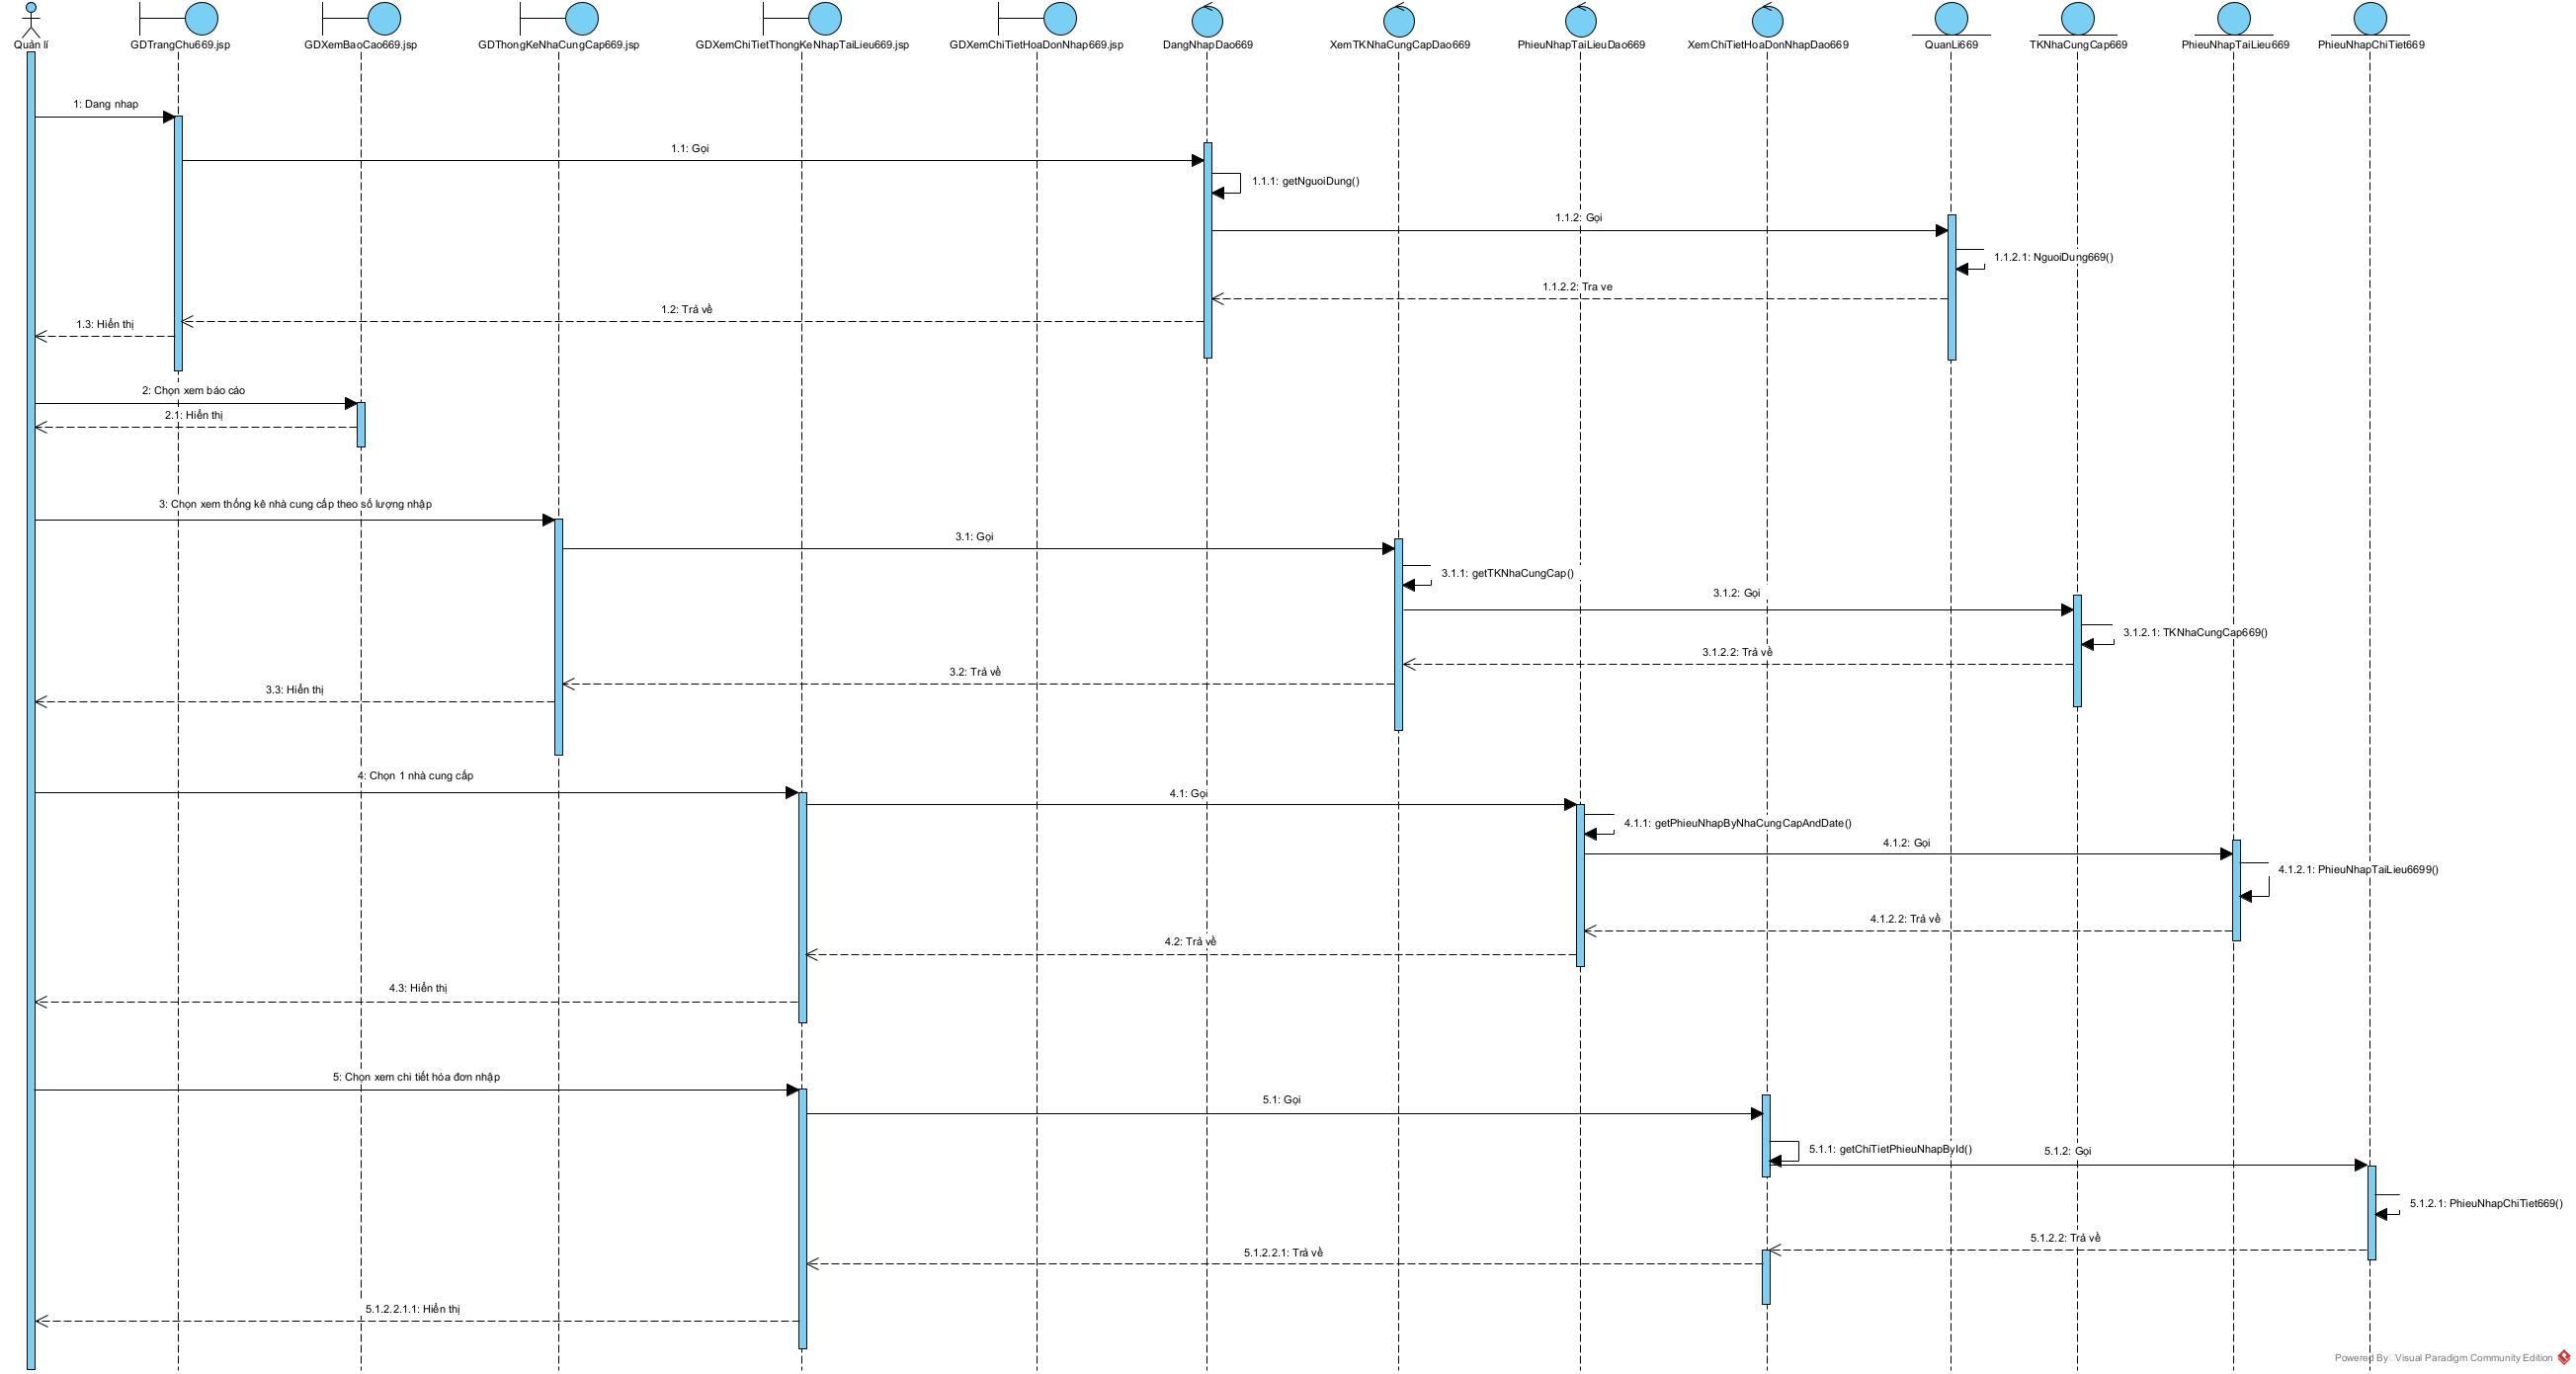 Quản lí
GDTrangChu669.jsp
GDXemBaoCao669.jsp
GDThongKeNhaCungCap669.jsp
GDXemChiTietThongKeNhapTaiLieu669.jsp
GDXemChiTietHoaDonNhap669.jsp
DangNhapDao669
XemTKNhaCungCapDao669
PhieuNhapTaiLieuDao669
XemChiTietHoaDonNhapDao669
QuanLi669
TKNhaCungCap669
PhieuNhapTaiLieu669
PhieuNhapChiTiet669
1: Dang nhap
1.1: Gọi
1.1.1: getNguoiDung()
1.1.2: Gọi
1.1.2.1: NguoiDung669()
1.1.2.2: Tra ve
1.2: Trả về
1.3: Hiển thị
2: Chọn xem báo cáo
2.1: Hiển thị
3: Chọn xem thống kê nhà cung cấp theo số lượng nhập
3.1: Gọi
3.1.1: getTKNhaCungCap()
3.1.2: Gọi
3.1.2.1: TKNhaCungCap669()
3.1.2.2: Trả về
3.2: Trả về
3.3: Hiển thị
4: Chọn 1 nhà cung cấp
4.1: Gọi
4.1.1: getPhieuNhapByNhaCungCapAndDate()
4.1.2: Gọi
4.1.2.1: PhieuNhapTaiLieu6699()
4.1.2.2: Trả về
4.2: Trả về
4.3: Hiển thị
5: Chọn xem chi tiết hóa đơn nhập
5.1: Gọi
5.1.1: getChiTietPhieuNhapById()
5.1.2: Gọi
5.1.2.1: PhieuNhapChiTiet669()
5.1.2.2: Trả về
5.1.2.2.1: Trả về
5.1.2.2.1.1: Hiển thị
Powered By Visual Paradigm Community Edition